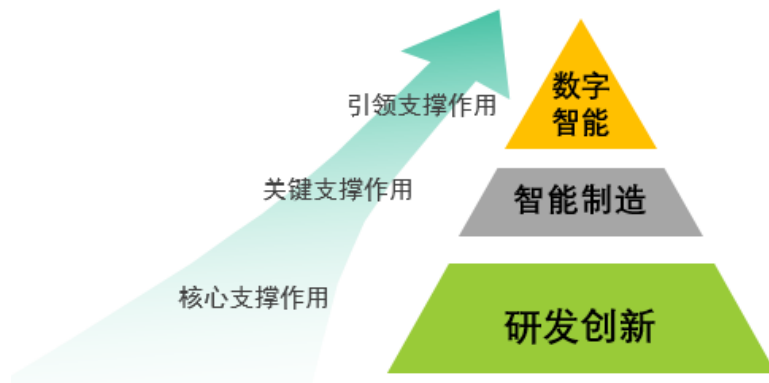 数字
智能
引领支撑作用
关键支撑作用
智能制造
核心支撑作用
研发创新